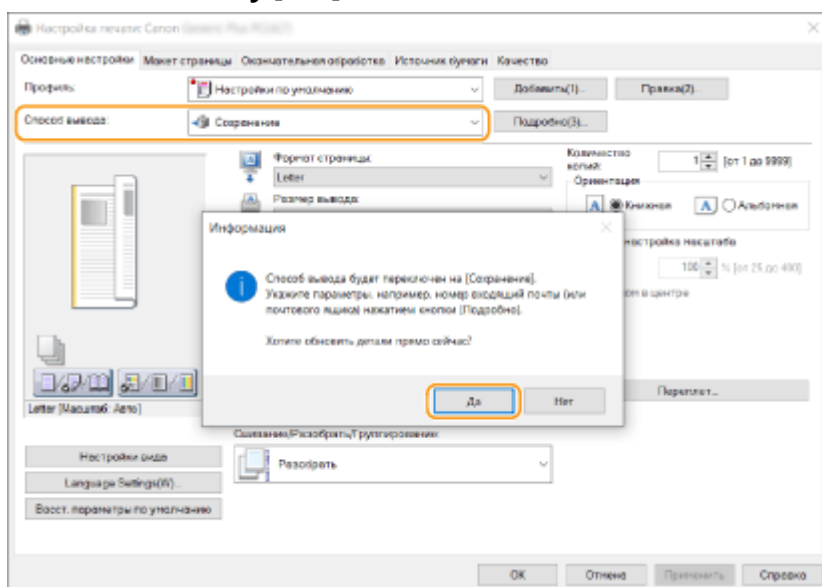 Настройка печати: Canon
Основные настройки Макет страницы Окончательная обработка Источник бумаги Качество
Профиль: Настройки по умолчанию Добавить(1)... Правка(2)...
Способ вывода: Сохранение Подробно(3)...
Формат страницы:
Letter
Размер вывода:
Количество копий: 1 [от 1 до 9999]
Ориентация
A Книжная A Альбомная
настройка масштаба
100 % [от 25 до 400]
в центре
Информация
Способ вывода будет переключен на [Сохранение].
Укажите параметры, например, номер входящий почты (или
почтового ящика) нажатием кнопки [Подробно].
Хотите обновить детали прямо сейчас?
Да Нет
Переплет...
Letter [Масштаб: Авто]
Сшивание/Разобрать/Группирование:
Разобрать
Настройки вида
Language Settings(W)...
Восст. параметры по умолчанию
OK Отмена Применить Справка